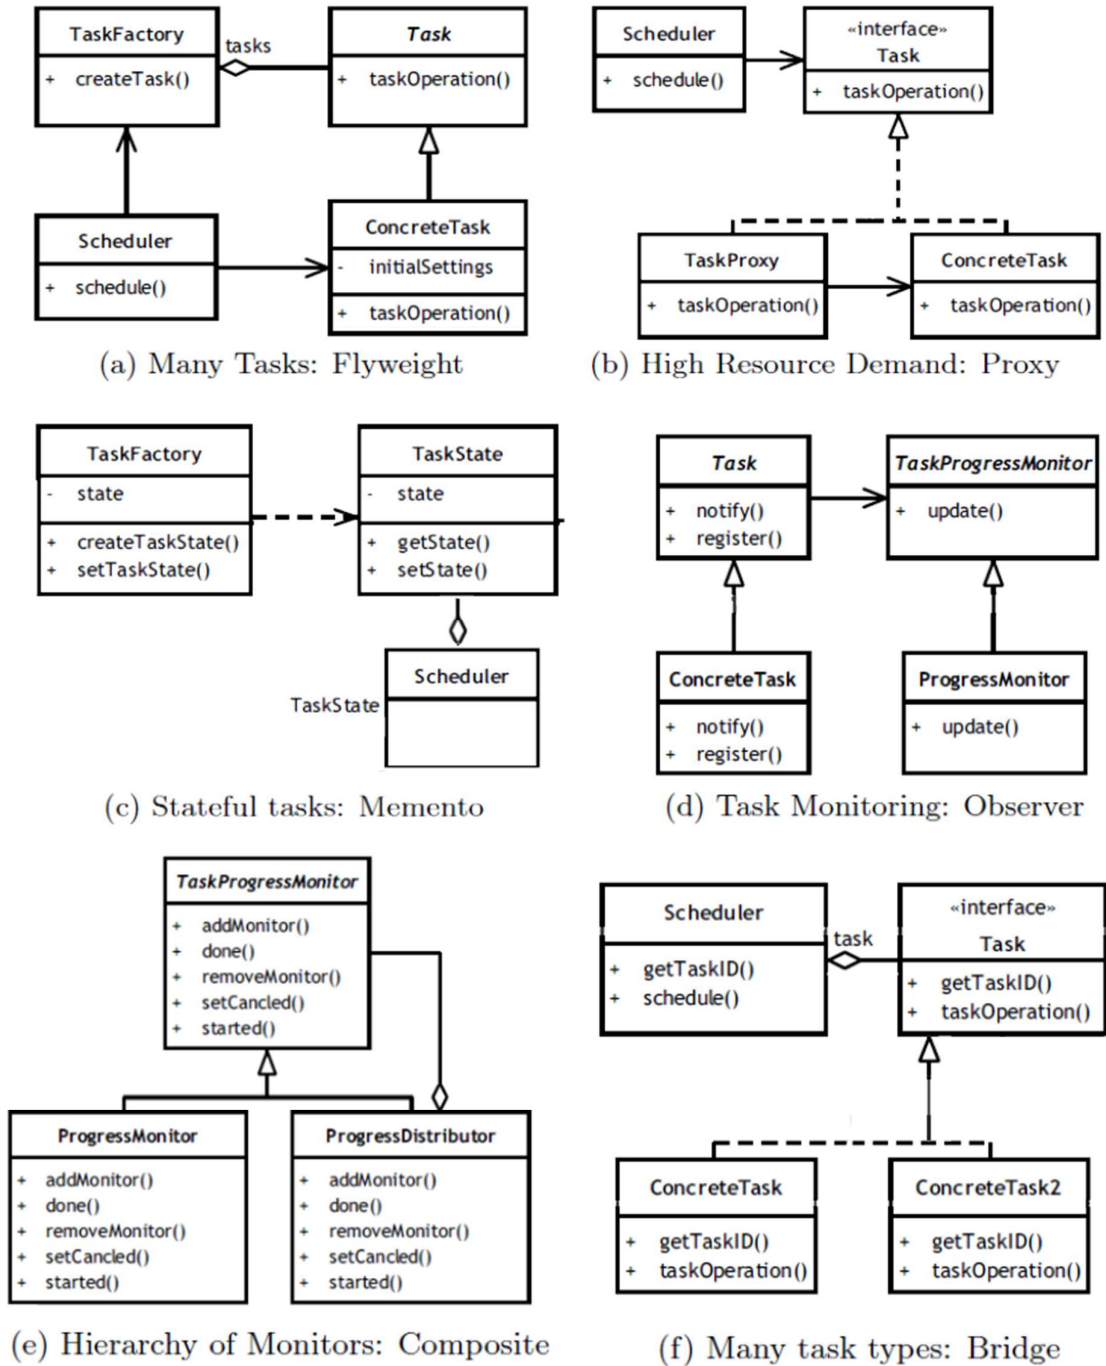 TaskFactory
+ createTask()
tasks
Task
+ taskOperation()
Scheduler
+ schedule()
ConcreteTask
- initialSettings
+ taskOperation()
(a) Many Tasks: Flyweight
Scheduler
+ schedule()
«interface»
Task
+ taskOperation()
TaskProxy
+ taskOperation()
ConcreteTask
+ taskOperation()
(b) High Resource Demand: Proxy
TaskFactory
- state
+ createTaskState()
+ setTaskState()
TaskState
- state
+ getState()
+ setState()
Scheduler
TaskState
(c) Stateful tasks: Memento
Task
+ notify()
+ register()
TaskProgressMonitor
+ update()
ConcreteTask
+ notify()
+ register()
ProgressMonitor
+ update()
(d) Task Monitoring: Observer
TaskProgressMonitor
+ addMonitor()
+ done()
+ removeMonitor()
+ setCancled()
+ started()
ProgressMonitor
+ addMonitor()
+ done()
+ removeMonitor()
+ setCancled()
+ started()
ProgressDistributor
+ addMonitor()
+ done()
+ removeMonitor()
+ setCancled()
+ started()
(e) Hierarchy of Monitors: Composite
Scheduler
+ getTaskID()
+ schedule()
task
«interface»
Task
+ getTaskID()
+ taskOperation()
ConcreteTask
+ getTaskID()
+ taskOperation()
ConcreteTask2
+ getTaskID()
+ taskOperation()
(f) Many task types: Bridge